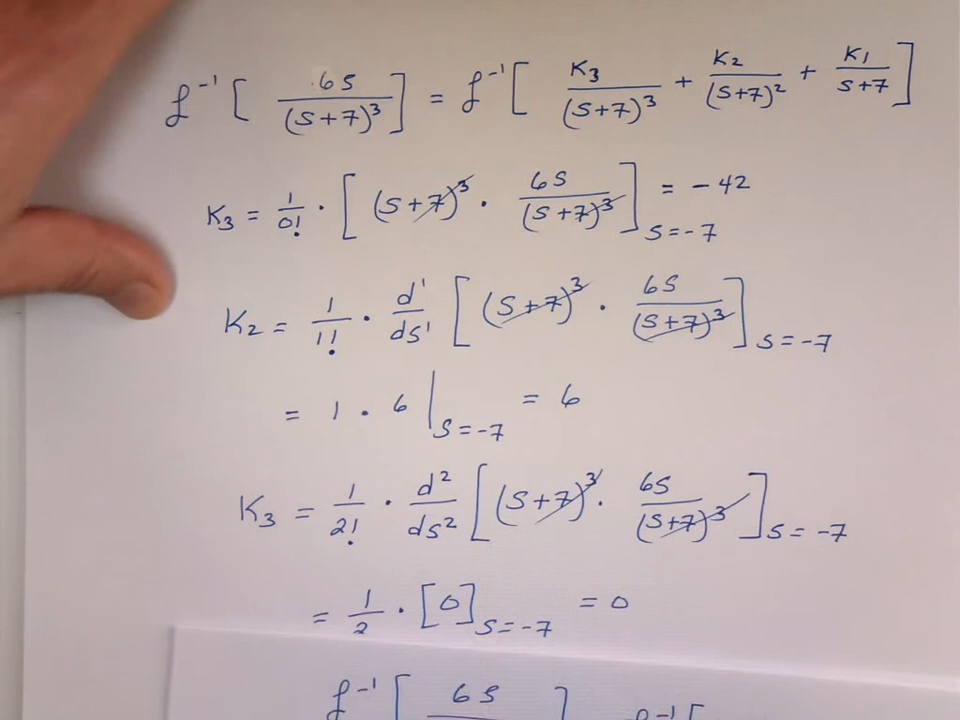 ℒ⁻¹ [ 6s / (s+7)³ ] = ℒ⁻¹ [ K₃ / (s+7)³ + K₂ / (s+7)² + K₁ / s+7 ]
K₃ = 1/0! · [ (s+7)³ · 6s / (s+7)³ ] s=-7 = -42
K₂ = 1/1! · d¹/ds¹ [ (s+7)³ · 6s / (s+7)³ ] s=-7
= 1 · 6 | s=-7 = 6
K₃ = 1/2! · d²/ds² [ (s+7)³ · 6s / (s+7)³ ] s=-7
= 1/2 · [0] s=-7 = 0
ℒ⁻¹ [ 6s ] ℒ⁻¹ [